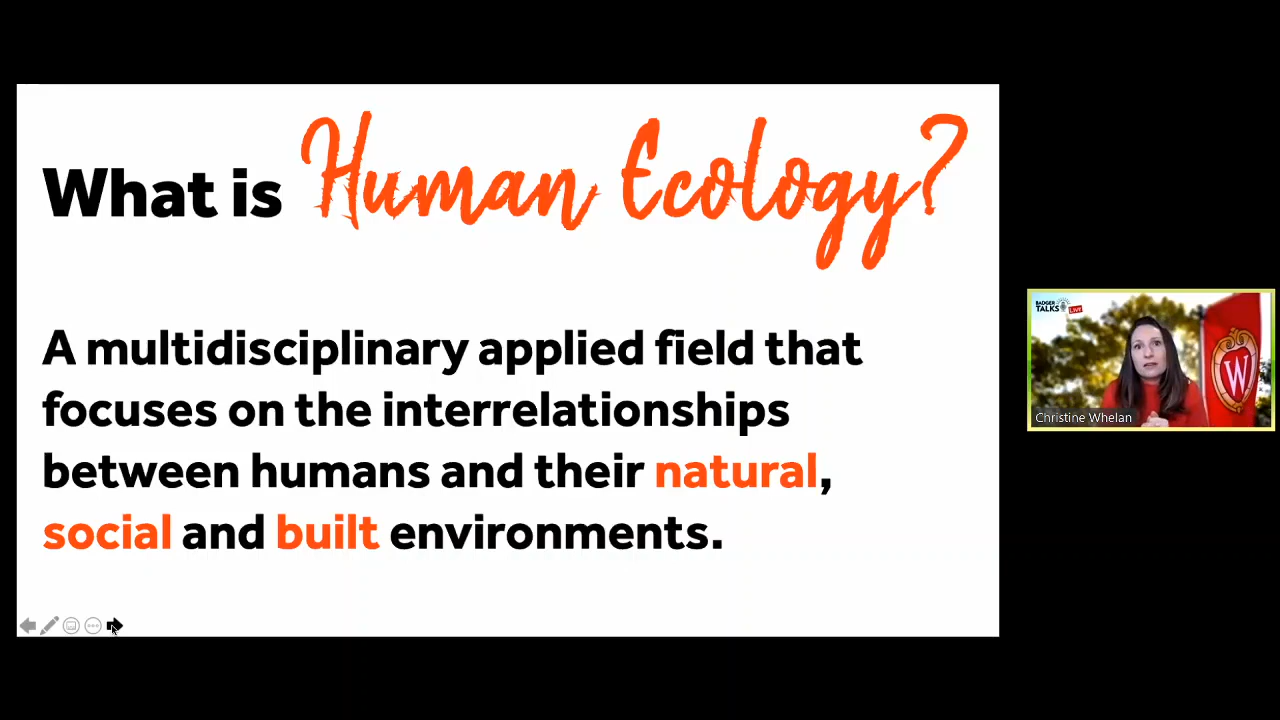 What is Human Ecology?
A multidisciplinary applied field that
focuses on the interrelationships
between humans and their natural,
social and built environments.
BADGER
TALKS LIVE
W
Christine Whelan